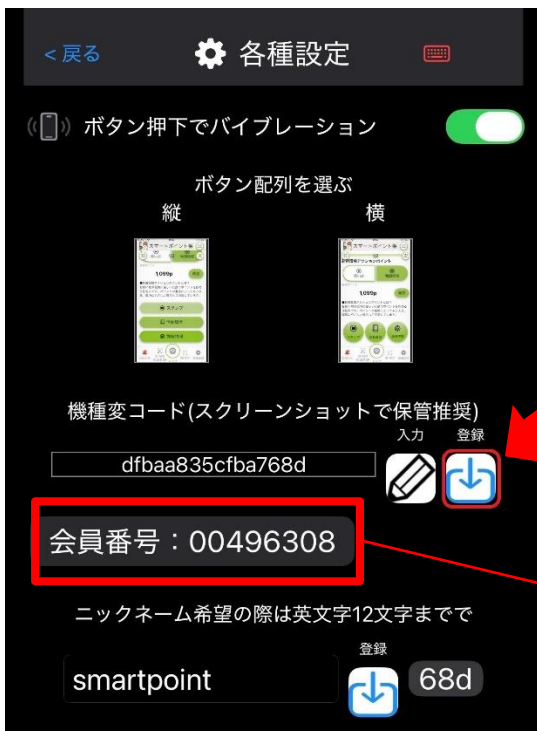 <戻る
各種設定
ボタン押下でバイブレーション
ボタン配列を選ぶ
縦
横
1,099p
1,099p
機種変コード(スクリーンショットで保管推奨)
入力
登録
dfbaa835cfba768d
会員番号：00496308
ニックネーム希望の際は英文字12文字までで
登録
smartpoint
68d